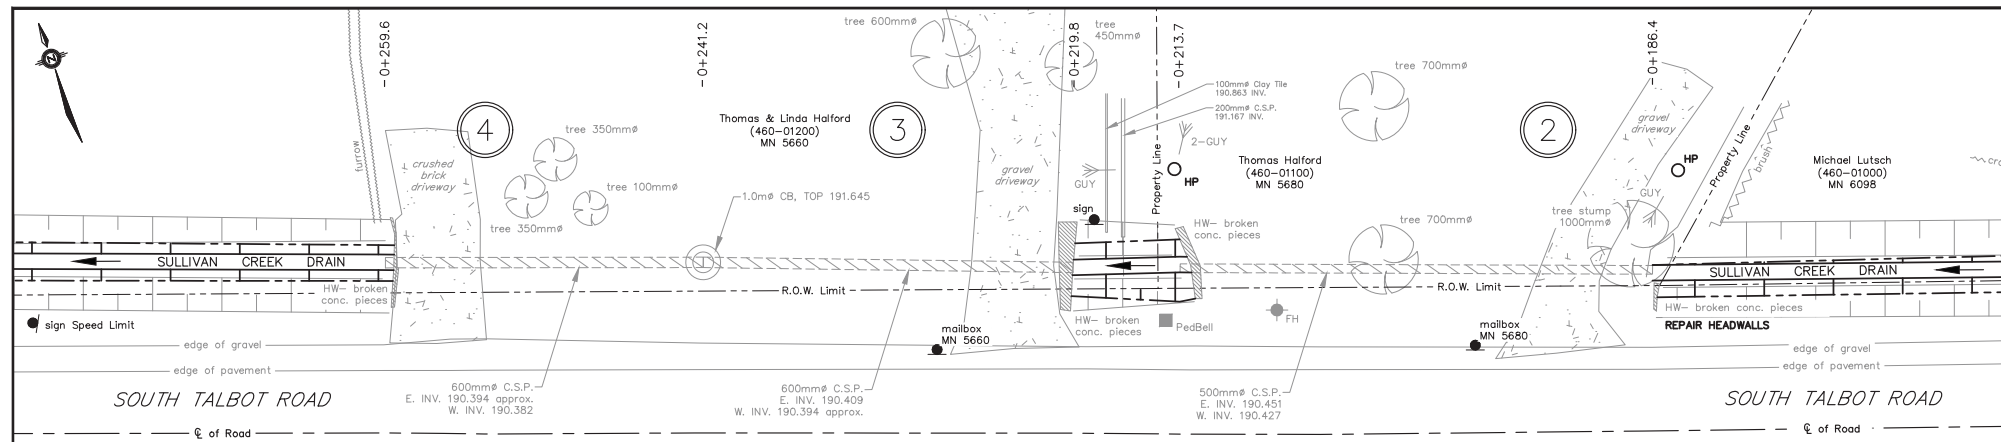 N
0+259.6
0+241.2
0+219.8
0+213.7
0+186.4
tree 600mmø
tree
450mmø
tree 700mmø
100mmø Clay Tile
190.863 INV.
200mmø C.S.P.
191.167 INV.
4
3
2
Thomas & Linda Halford
(460-01200)
MN 5660
tree 350mmø
tree 100mmø
tree 350mmø
furrow
crushed
brick
driveway
1.0mø CB, TOP 191.645
gravel
driveway
GUY
sign
Property Line
2-GUY
HP
Thomas Halford
(460-01100)
MN 5680
HW- broken
conc. pieces
tree 700mmø
gravel
driveway
HP
GUY
tree stump
1000mmø
Property Line
brush
Michael Lutsch
(460-01000)
MN 6098
SULLIVAN CREEK DRAIN
SULLIVAN CREEK DRAIN
HW- broken
conc. pieces
R.O.W. Limit
R.O.W. Limit
HW- broken conc. pieces
REPAIR HEADWALLS
sign Speed Limit
mailbox
MN 5660
HW- broken
conc. pieces
PedBell
FH
mailbox
MN 5680
edge of gravel
edge of gravel
edge of pavement
edge of pavement
600mmø C.S.P.
E. INV. 190.394 approx.
W. INV. 190.382
600mmø C.S.P.
E. INV. 190.409
W. INV. 190.394 approx.
500mmø C.S.P.
E. INV. 190.451
W. INV. 190.427
SOUTH TALBOT ROAD
SOUTH TALBOT ROAD
℄ of Road
℄ of Road